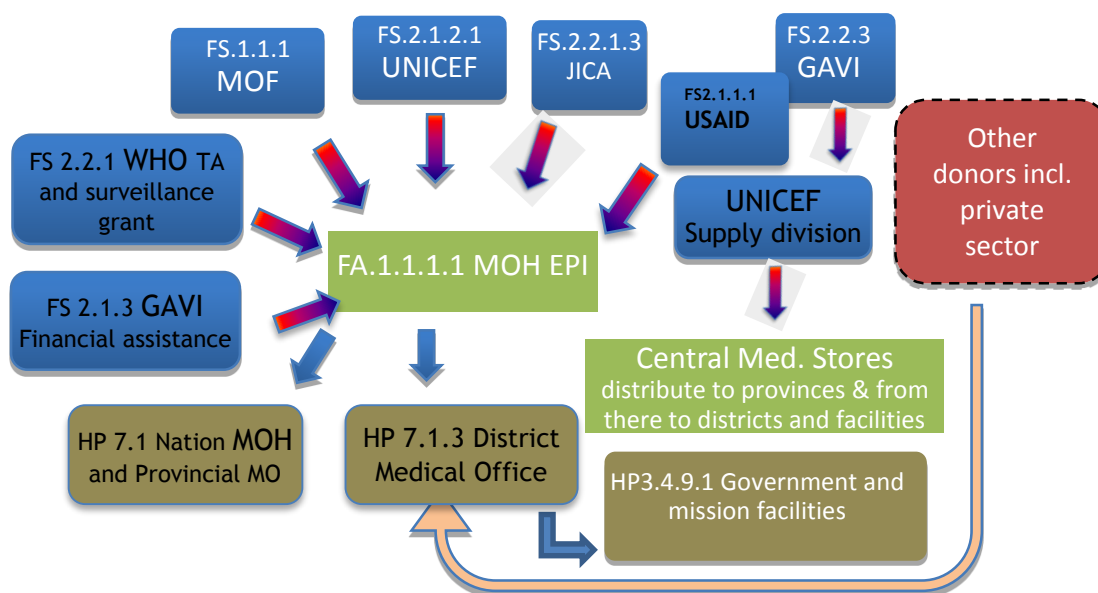 FS.1.1.1
MOF
FS.2.1.2.1
UNICEF
FS.2.2.1.3
JICA
FS2.1.1.1
USAID
FS.2.2.3
GAVI
Other
donors incl.
private
sector
FS 2.2.1 WHO TA
and surveillance
grant
UNICEF
Supply division
FA.1.1.1.1 MOH EPI
FS 2.1.3 GAVI
Financial assistance
Central Med. Stores
distribute to provinces & from
there to districts and facilities
HP 7.1 Nation MOH
and Provincial MO
HP 7.1.3 District
Medical Office
HP3.4.9.1 Government and
mission facilities